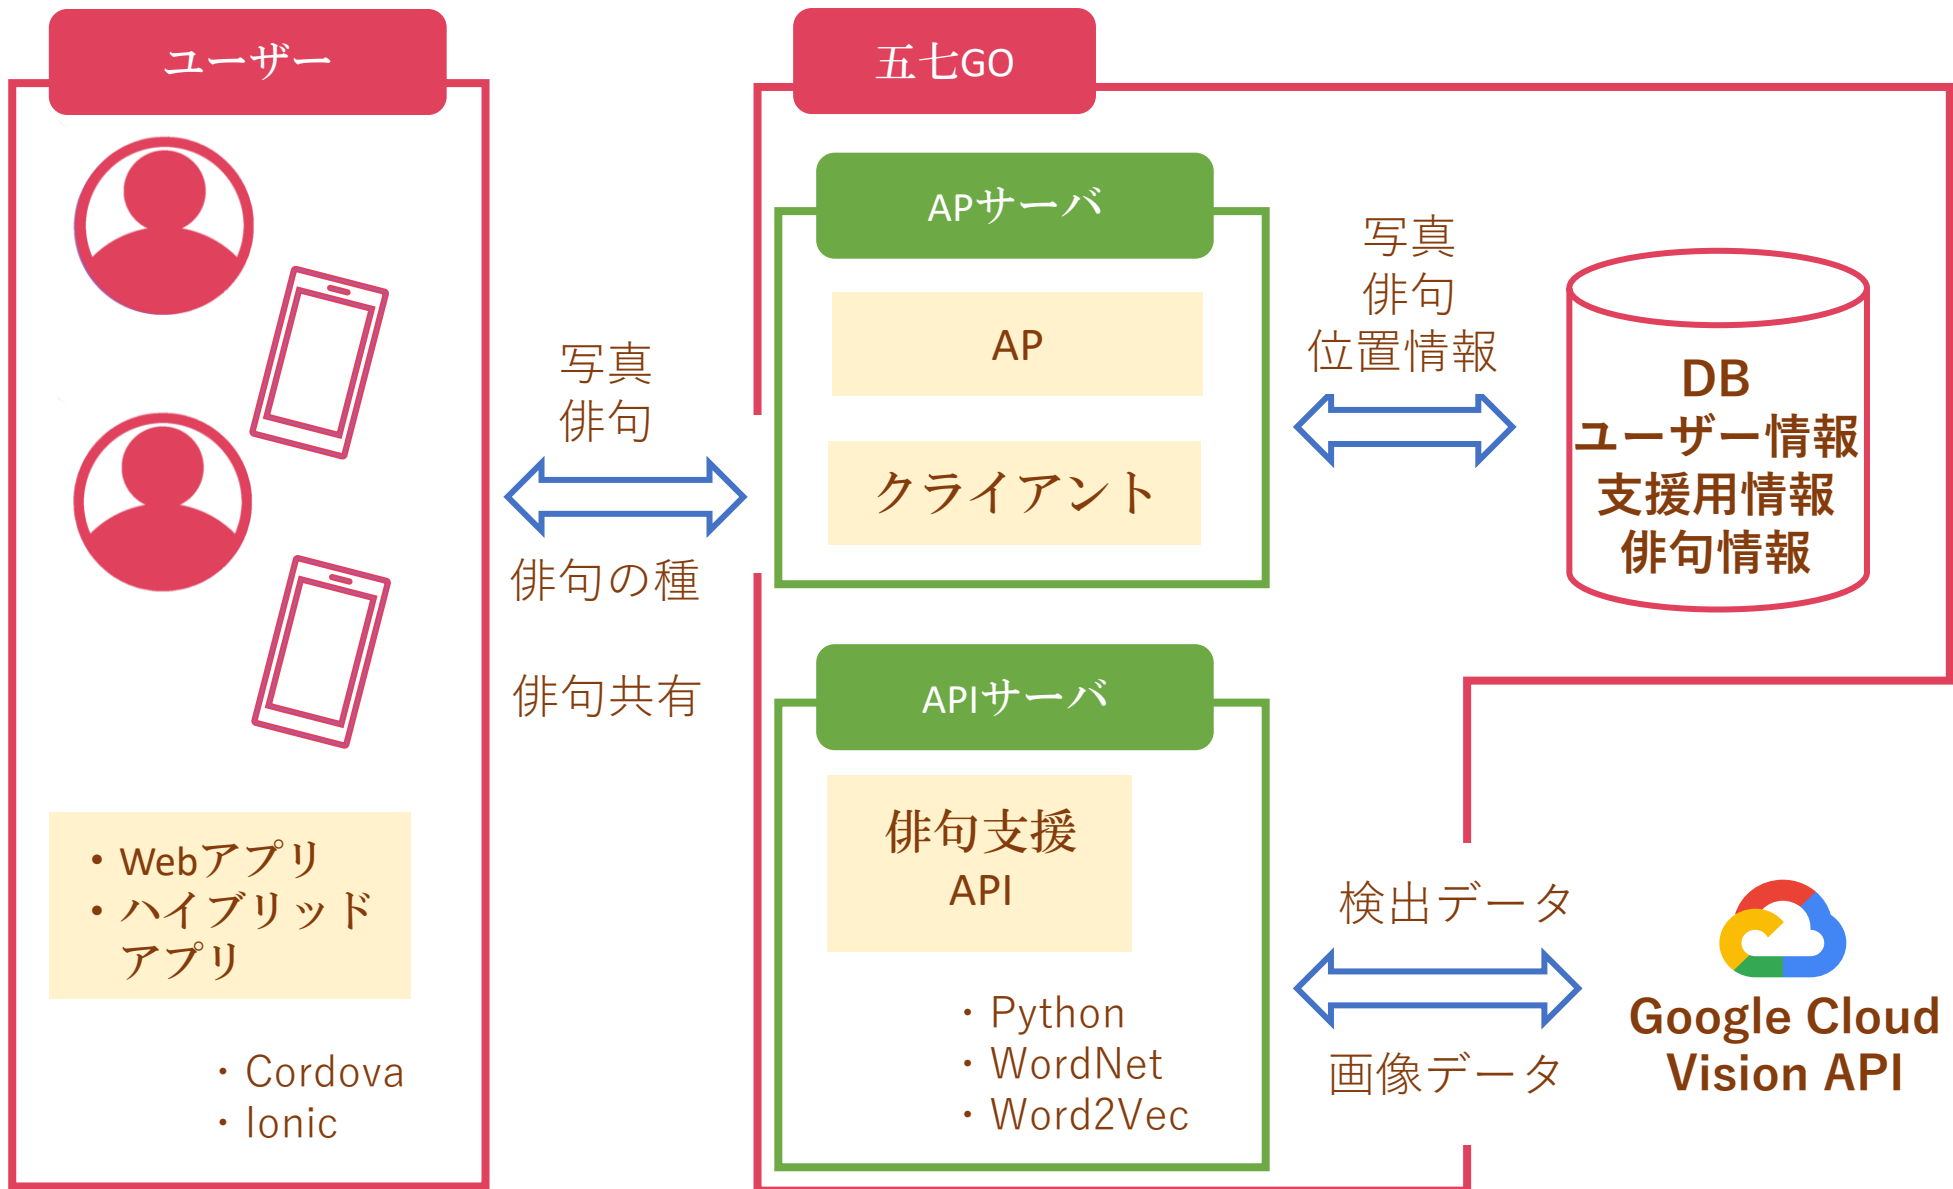 ユーザー
・Webアプリ
・ハイブリッド
アプリ
・Cordova
・Ionic
写真
俳句
俳句の種
俳句共有
五七GO
APサーバ
AP
クライアント
写真
俳句
位置情報
DB
ユーザー情報
支援用情報
俳句情報
APIサーバ
俳句支援
API
・Python
・WordNet
・Word2Vec
検出データ
画像データ
Google Cloud
Vision API